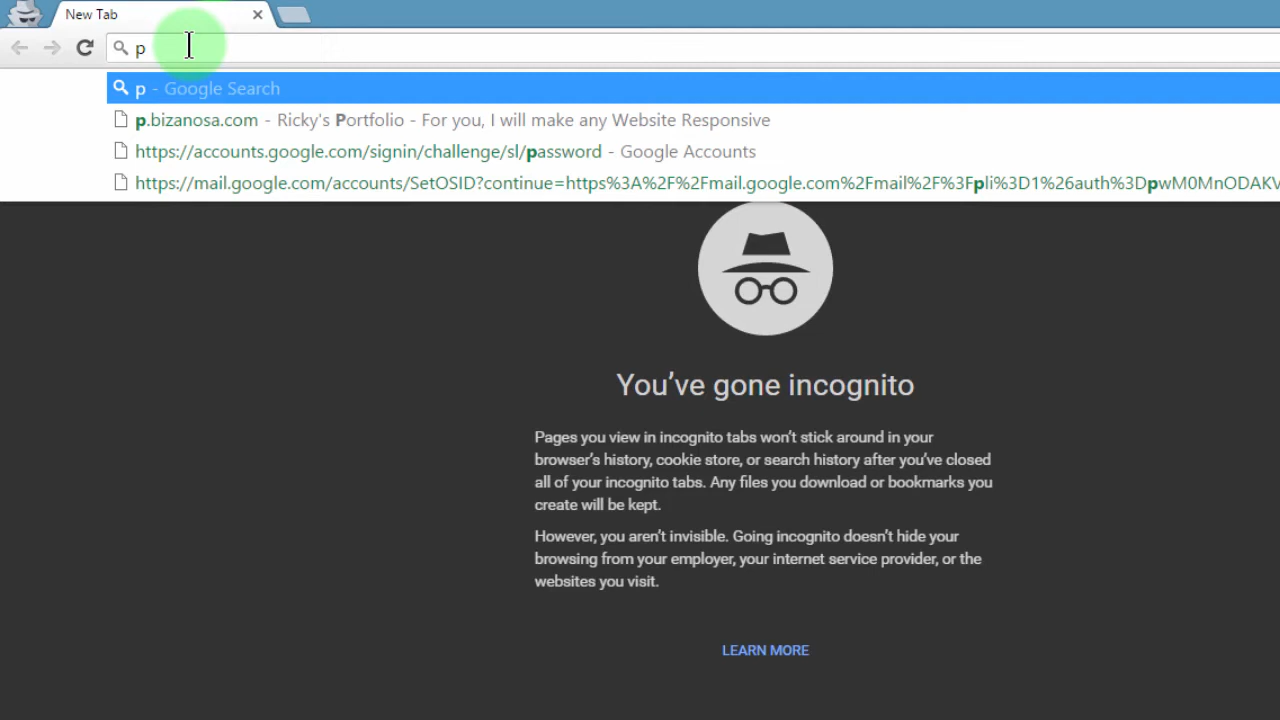 New Tab
p
p - Google Search
p.bizanosa.com - Ricky's Portfolio - For you, I will make any Website Responsive
https://accounts.google.com/signin/challenge/sl/password - Google Accounts
https://mail.google.com/accounts/SetOSID?continue=https%3A%2F%2Fmail.google.com%2Fmail%2F%3Fpli%3D1%26auth%3DpwM0MnODAKV
You’ve gone incognito
Pages you view in incognito tabs won’t stick around in your
browser’s history, cookie store, or search history after you’ve closed
all of your incognito tabs. Any files you download or bookmarks you
create will be kept.
However, you aren’t invisible. Going incognito doesn’t hide your
browsing from your employer, your internet service provider, or the
websites you visit.
LEARN MORE